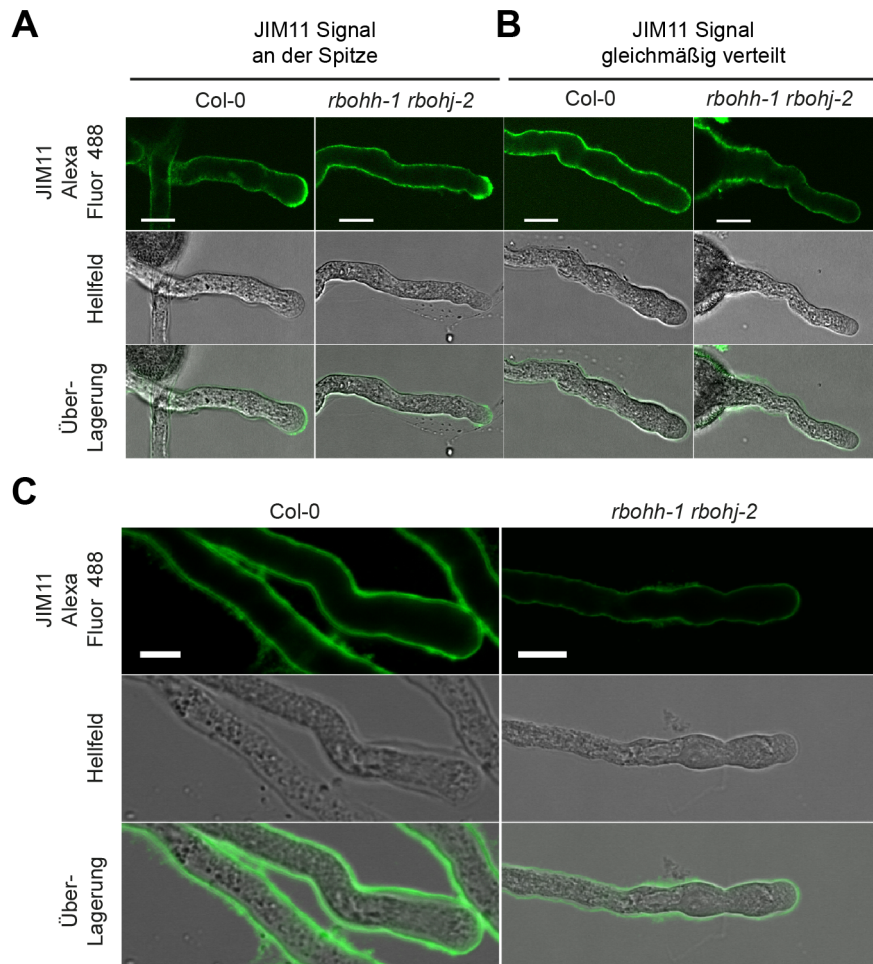 A
JIM11 Signal
an der Spitze
B
JIM11 Signal
gleichmäßig verteilt
Col-0
rbohh-1 rbohj-2
Col-0
rbohh-1 rbohj-2
JIM11
Alexa
Fluor 488
Hellfeld
Über-
Lagerung
C
Col-0
rbohh-1 rbohj-2
JIM11
Alexa
Fluor 488
Hellfeld
Über-
Lagerung